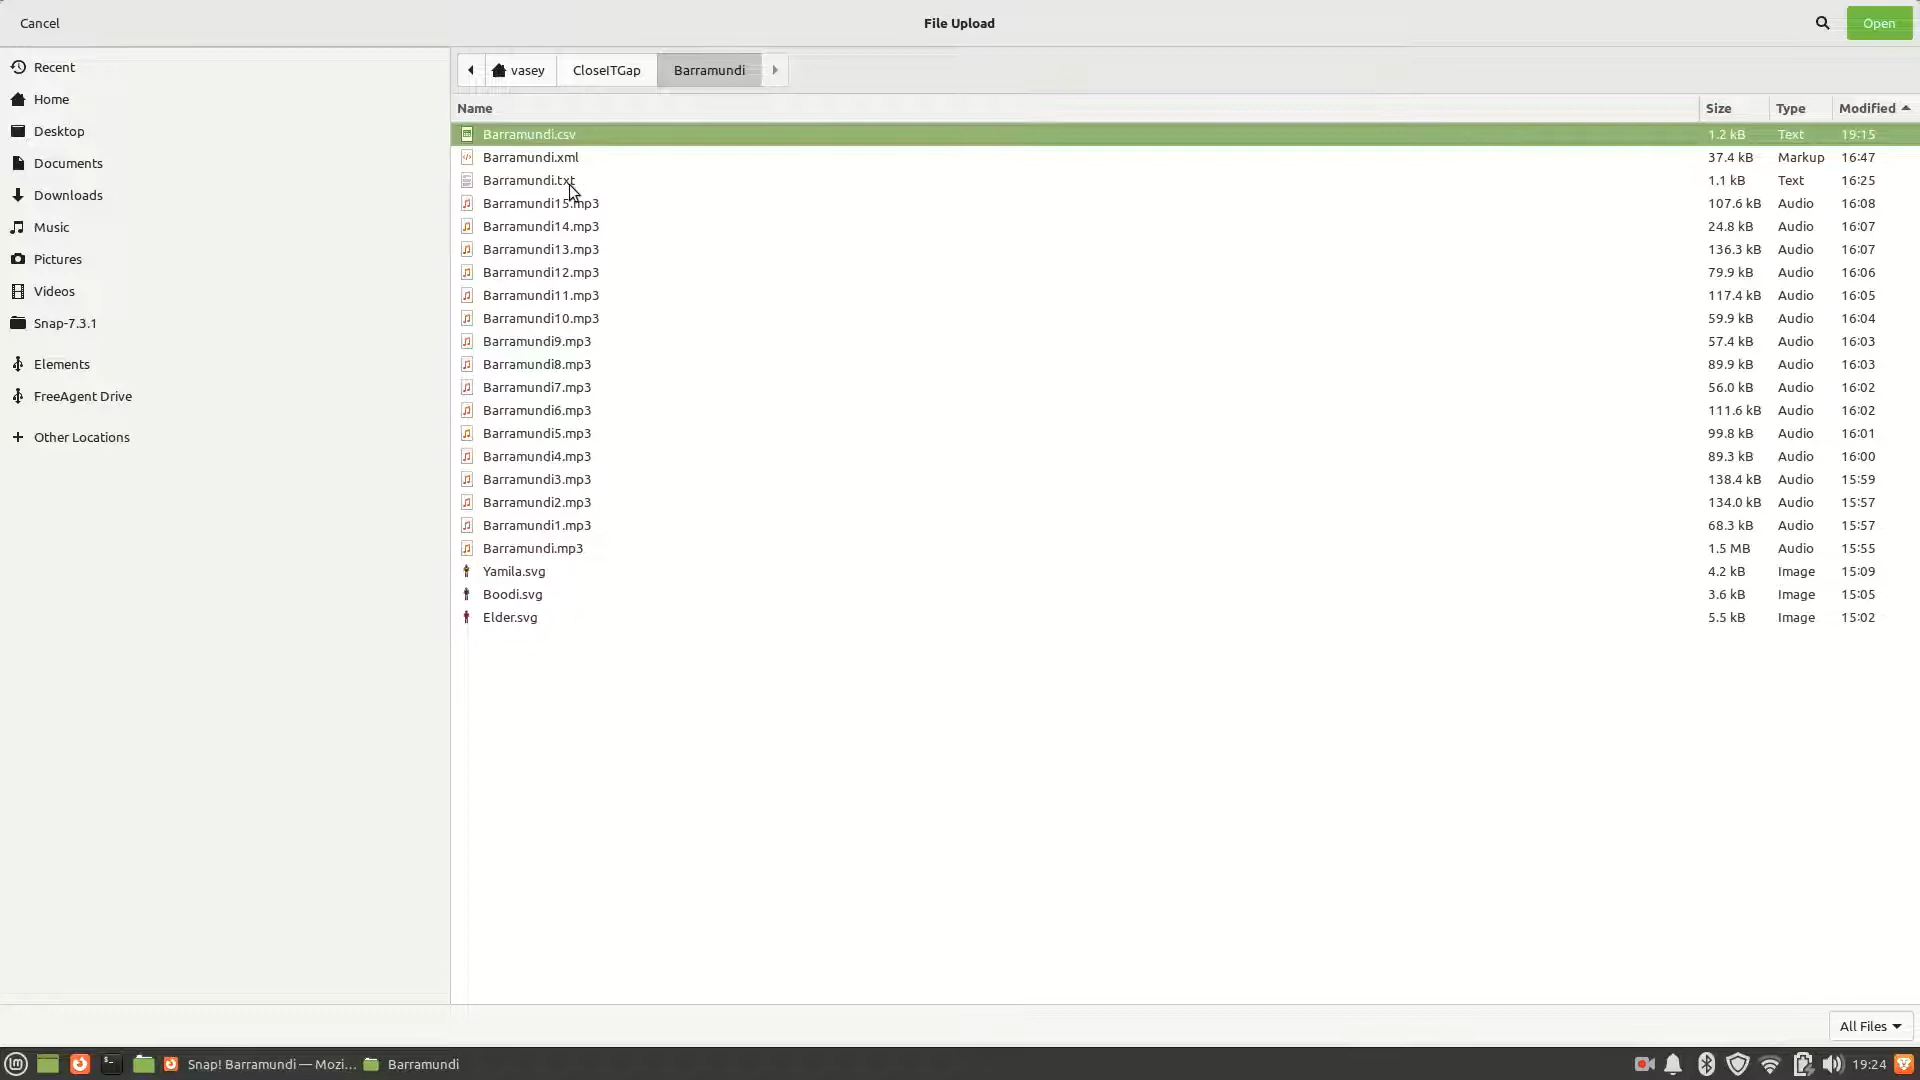 Cancel
File Upload
Open
Recent
Home
Desktop
Documents
Downloads
Music
Pictures
Videos
Snap-7.3.1
Elements
FreeAgent Drive
Other Locations
vasey CloseITGap Barramundi
Name Size Type Modified
Barramundi.csv 1.2 kB Text 19:15
Barramundi.xml 37.4 kB Markup 16:47
Barramundi.txt 1.1 kB Text 16:25
Barramundi15.mp3 107.6 kB Audio 16:08
Barramundi14.mp3 24.8 kB Audio 16:07
Barramundi13.mp3 136.3 kB Audio 16:07
Barramundi12.mp3 79.9 kB Audio 16:06
Barramundi11.mp3 117.4 kB Audio 16:05
Barramundi10.mp3 59.9 kB Audio 16:04
Barramundi9.mp3 57.4 kB Audio 16:03
Barramundi8.mp3 89.9 kB Audio 16:03
Barramundi7.mp3 56.0 kB Audio 16:02
Barramundi6.mp3 111.6 kB Audio 16:02
Barramundi5.mp3 99.8 kB Audio 16:01
Barramundi4.mp3 89.3 kB Audio 16:00
Barramundi3.mp3 138.4 kB Audio 15:59
Barramundi2.mp3 134.0 kB Audio 15:57
Barramundi1.mp3 68.3 kB Audio 15:57
Barramundi.mp3 1.5 MB Audio 15:55
Yamila.svg 4.2 kB Image 15:09
Boodi.svg 3.6 kB Image 15:05
Elder.svg 5.5 kB Image 15:02
All Files
Snap! Barramundi — Mozi... Barramundi 19:24